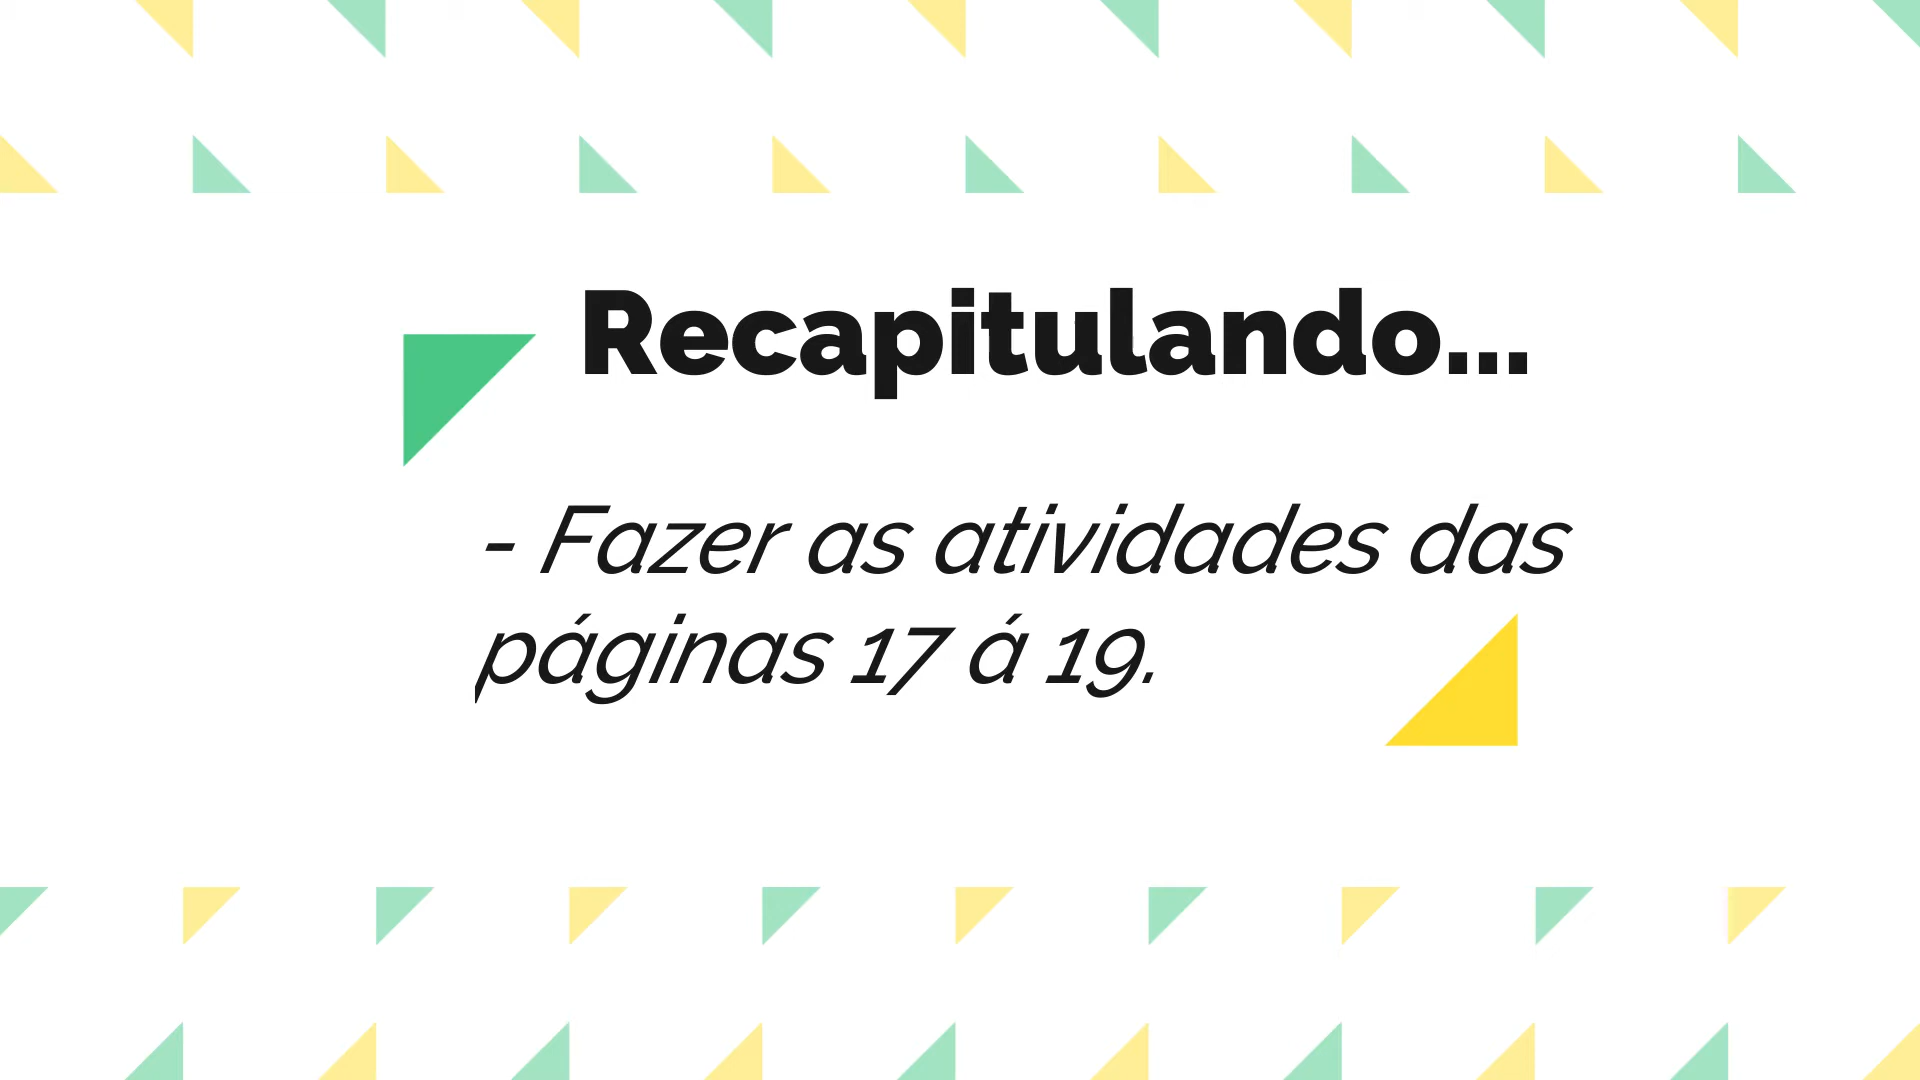 Recapitulando...
- Fazer as atividades das
páginas 17 á 19.